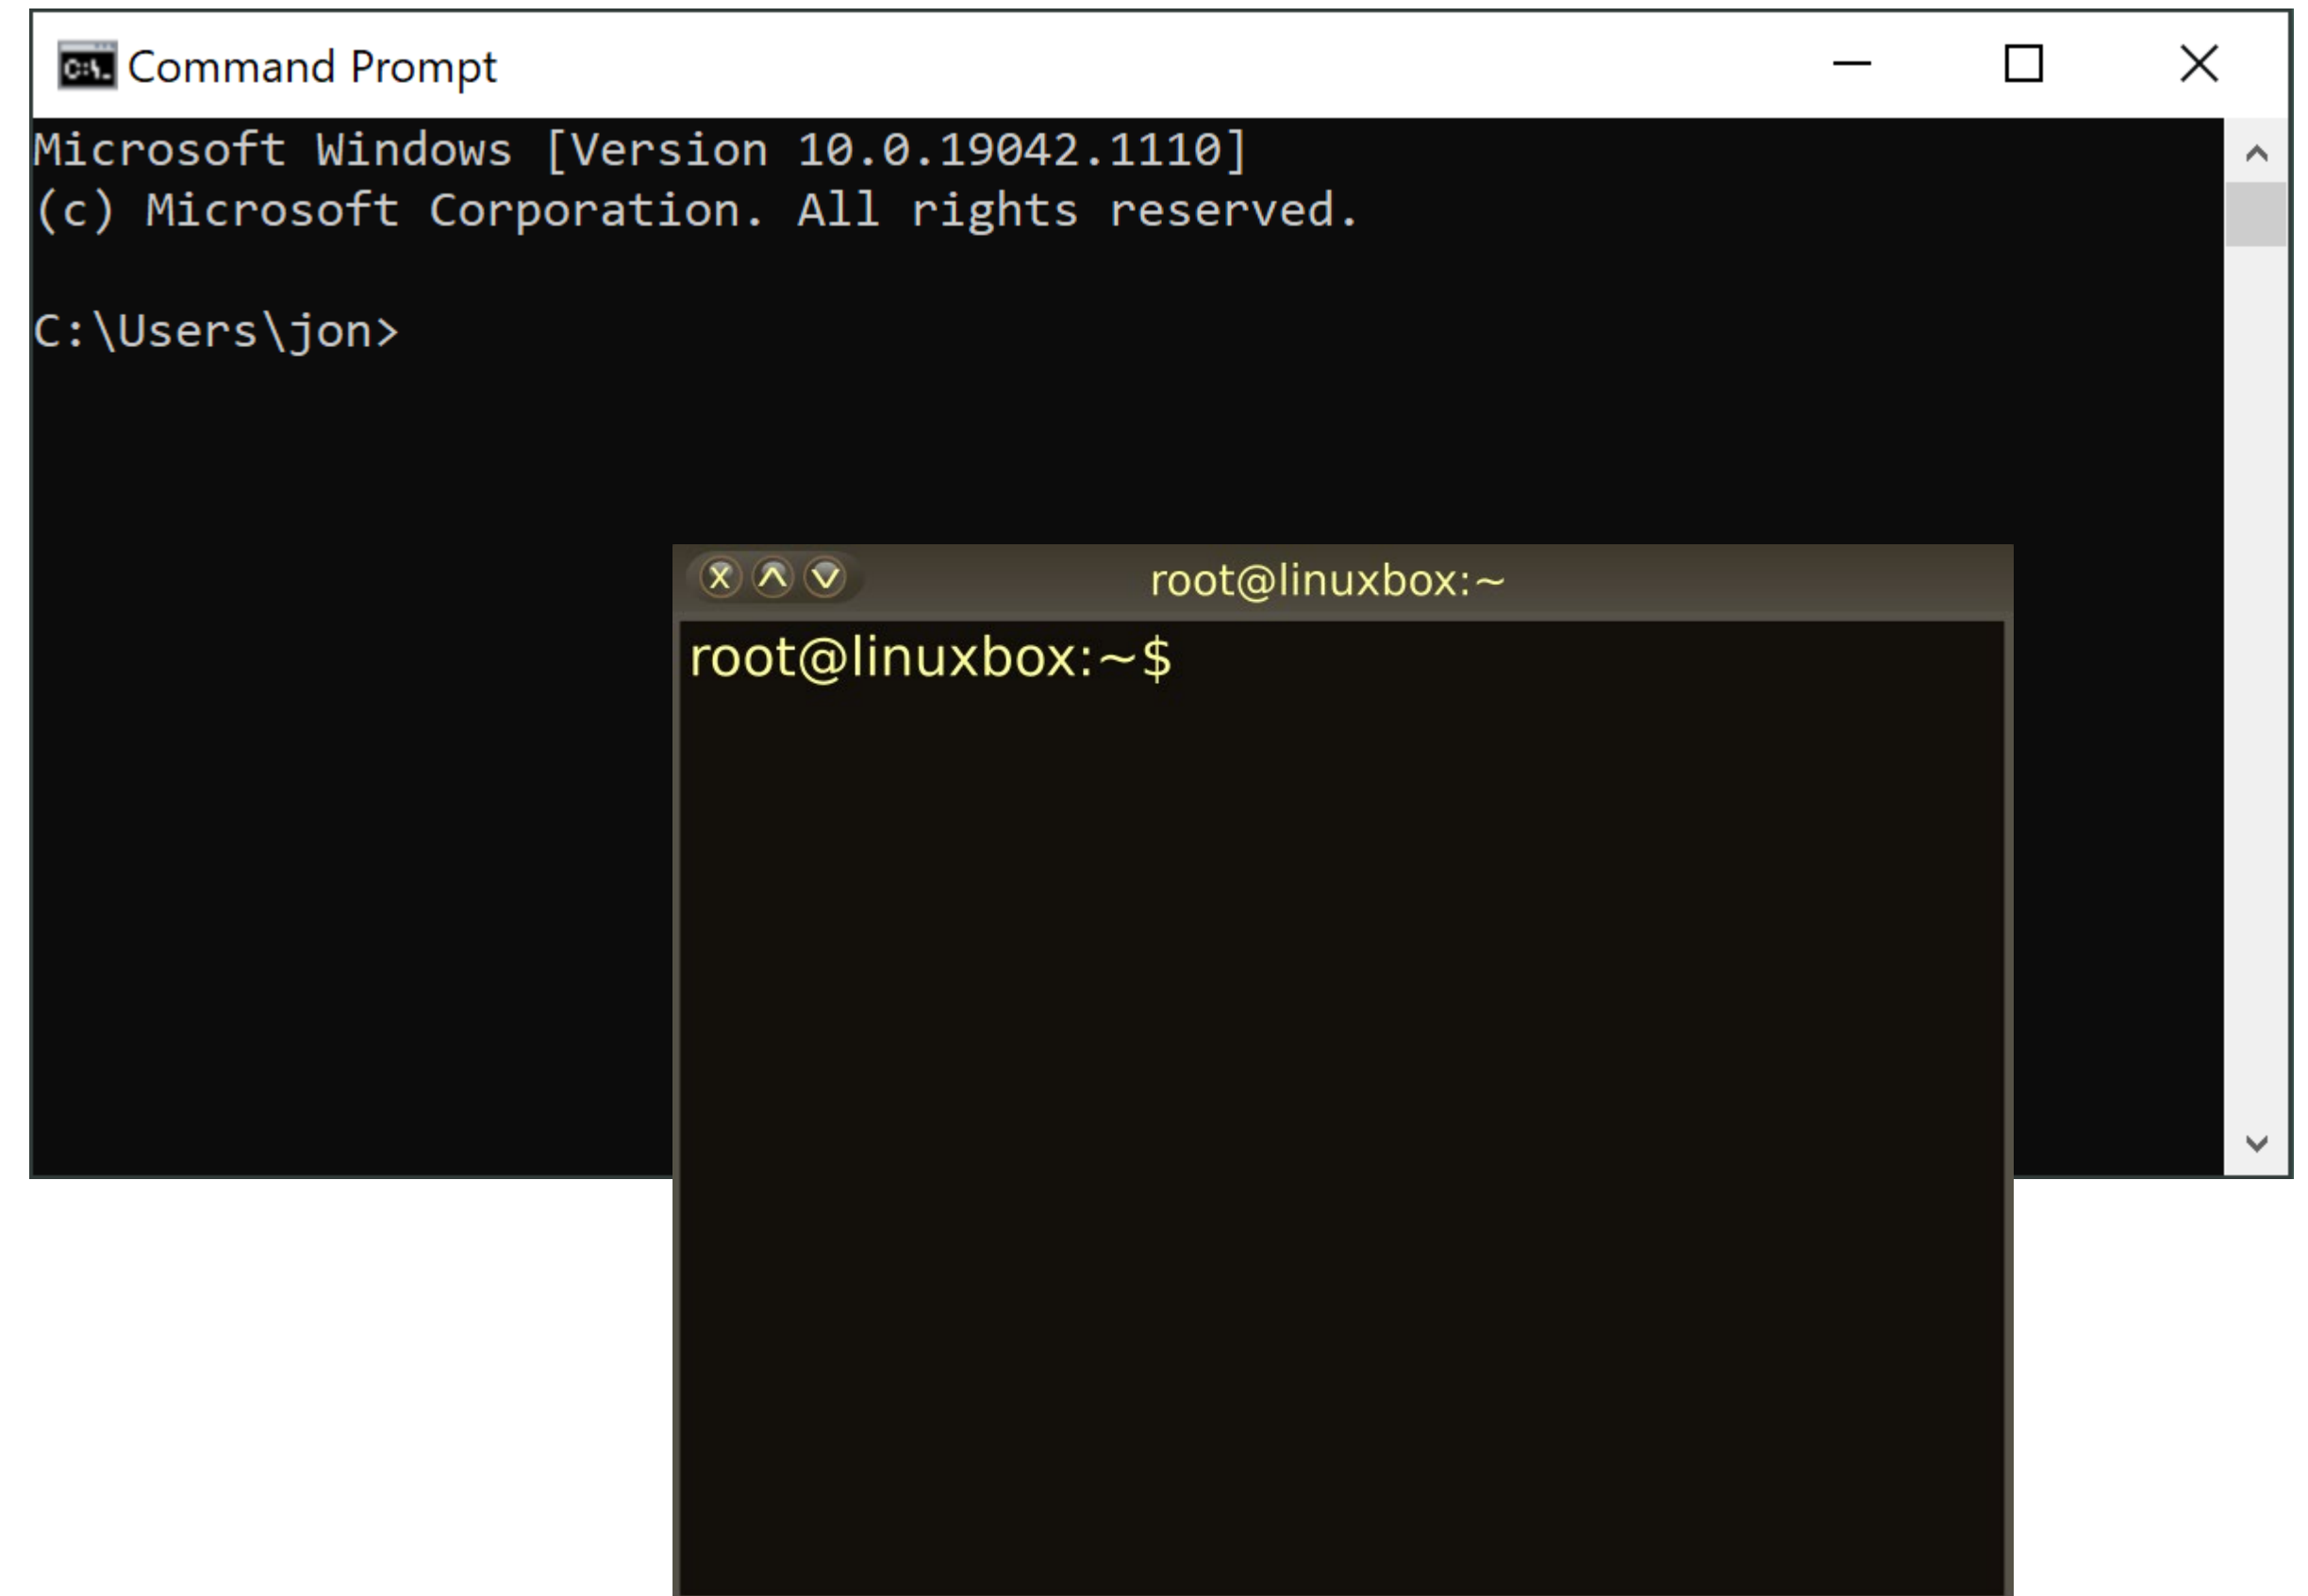 Command Prompt
Microsoft Windows [Version 10.0.19042.1110]
(c) Microsoft Corporation. All rights reserved.
C:\Users\jon>
root@linuxbox:~
root@linuxbox:~$